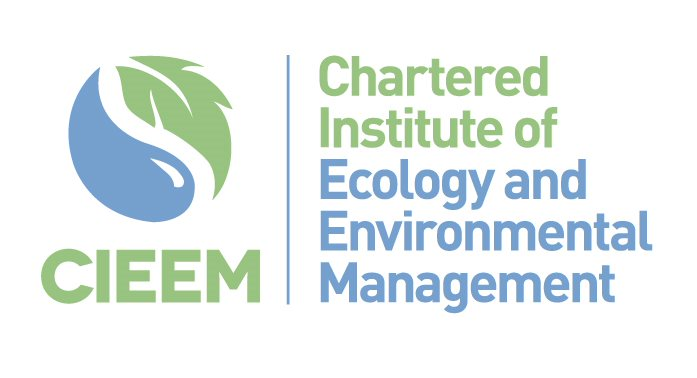 CIEEM
Chartered
Institute of
Ecology and
Environmental
Management